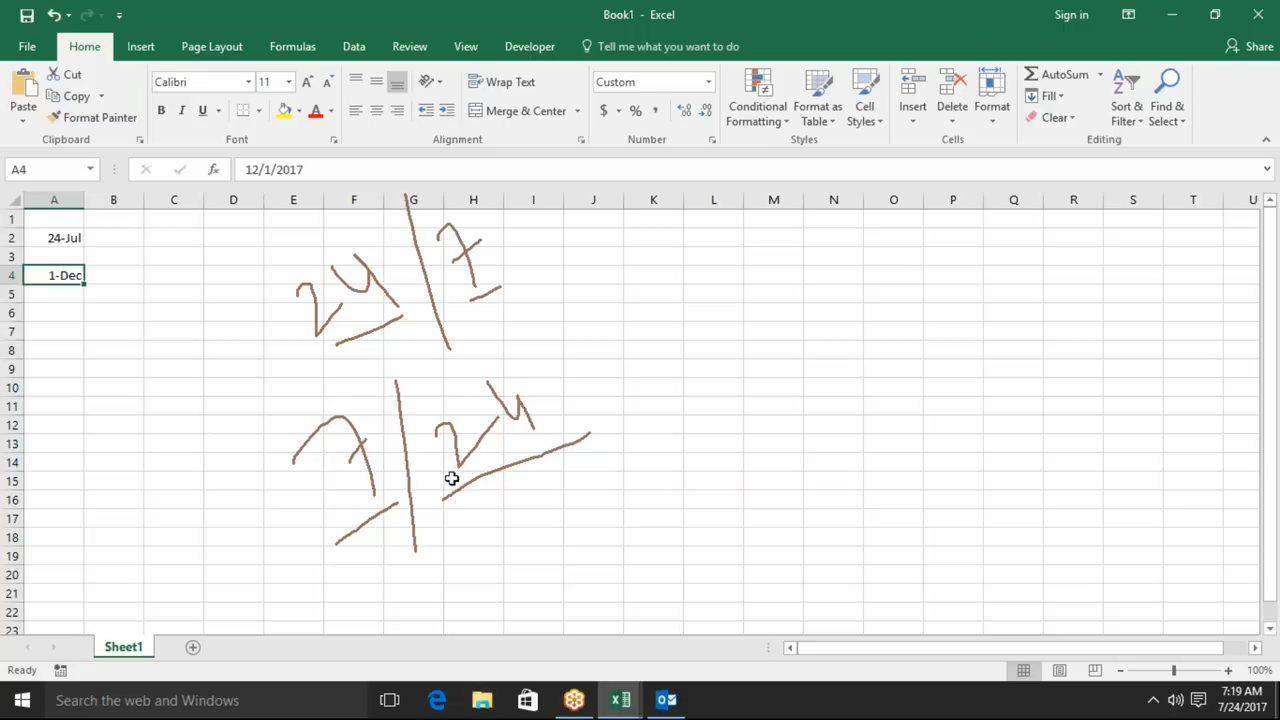 Book1 - Excel
Sign in
File Home Insert Page Layout Formulas Data Review View Developer Tell me what you want to do Share
Paste
Cut
Copy
Format Painter
Clipboard
Calibri 11
B I U
Font
Wrap Text
Merge & Center
Alignment
Custom
$ % ,
Number
Conditional Formatting
Format as Table
Cell Styles
Styles
Insert Delete Format
Cells
AutoSum
Fill
Clear
Sort & Filter
Find & Select
Editing
A4 fx 12/1/2017
A B C D E F G H I J K L M N O P Q R S T U
1
2 24-Jul
3
4 1-Dec
5
6
7
8
9
10
11
12
13
14
15
16
17
18
19
20
21
22
23
24/7
7/24
Sheet1
Ready 100%
Search the web and Windows
7:19 AM
7/24/2017